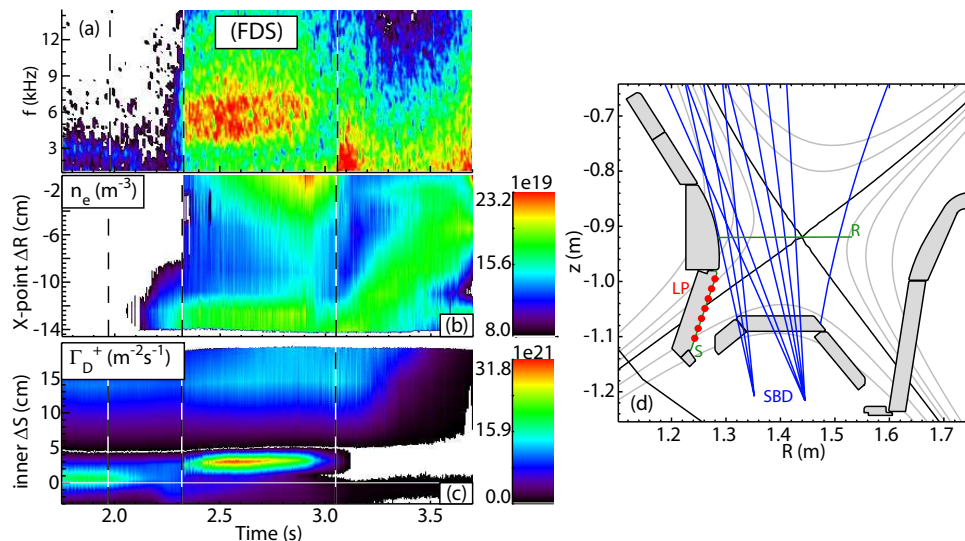 (a)
(FDS)
f (kHz)
12
9
6
3
n_e (m⁻³)
X-point ΔR (cm)
-2
-6
-10
-14
(b)
1e19
23.2
15.6
8.0
Γ_D⁺ (m⁻²s⁻¹)
inner ΔS (cm)
15
10
5
0
(c)
1e21
31.8
15.9
0.0
2.0
2.5
3.0
3.5
Time (s)
-0.7
-0.8
-0.9
-1.0
-1.1
-1.2
z (m)
R
LP
S
SBD
(d)
1.2
1.3
1.4
1.5
1.6
1.7
R (m)